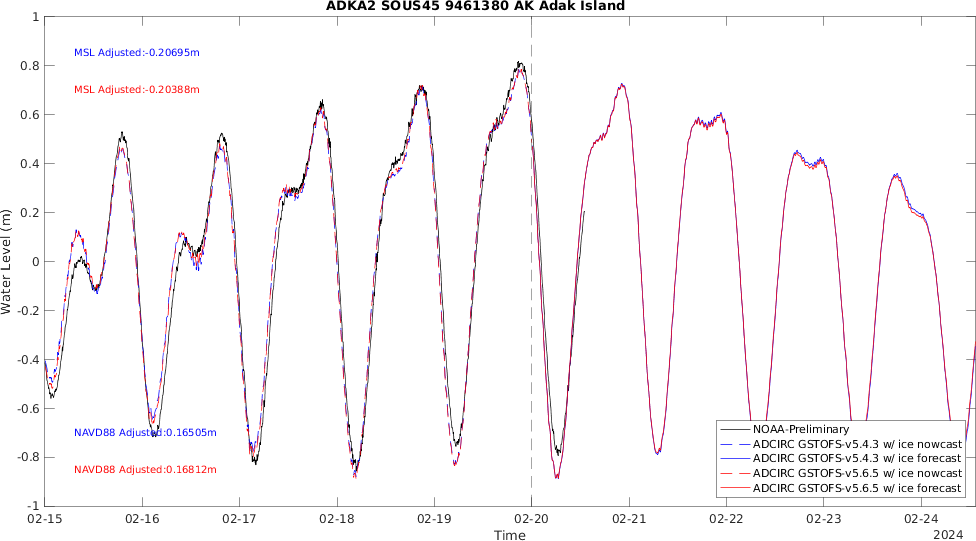 ADKA2 SOUS45 9461380 AK Adak Island
1
0.8
0.6
0.4
0.2
0
-0.2
-0.4
-0.6
-0.8
-1
Water Level (m)
MSL Adjusted:-0.20695m
MSL Adjusted:-0.20388m
NAVD88 Adjusted:0.16505m
NAVD88 Adjusted:0.16812m
NOAA-Preliminary
ADCIRC GSTOFS-v5.4.3 w/ ice nowcast
ADCIRC GSTOFS-v5.4.3 w/ ice forecast
ADCIRC GSTOFS-v5.6.5 w/ ice nowcast
ADCIRC GSTOFS-v5.6.5 w/ ice forecast
02-15 02-16 02-17 02-18 02-19 02-20 02-21 02-22 02-23 02-24
Time
2024